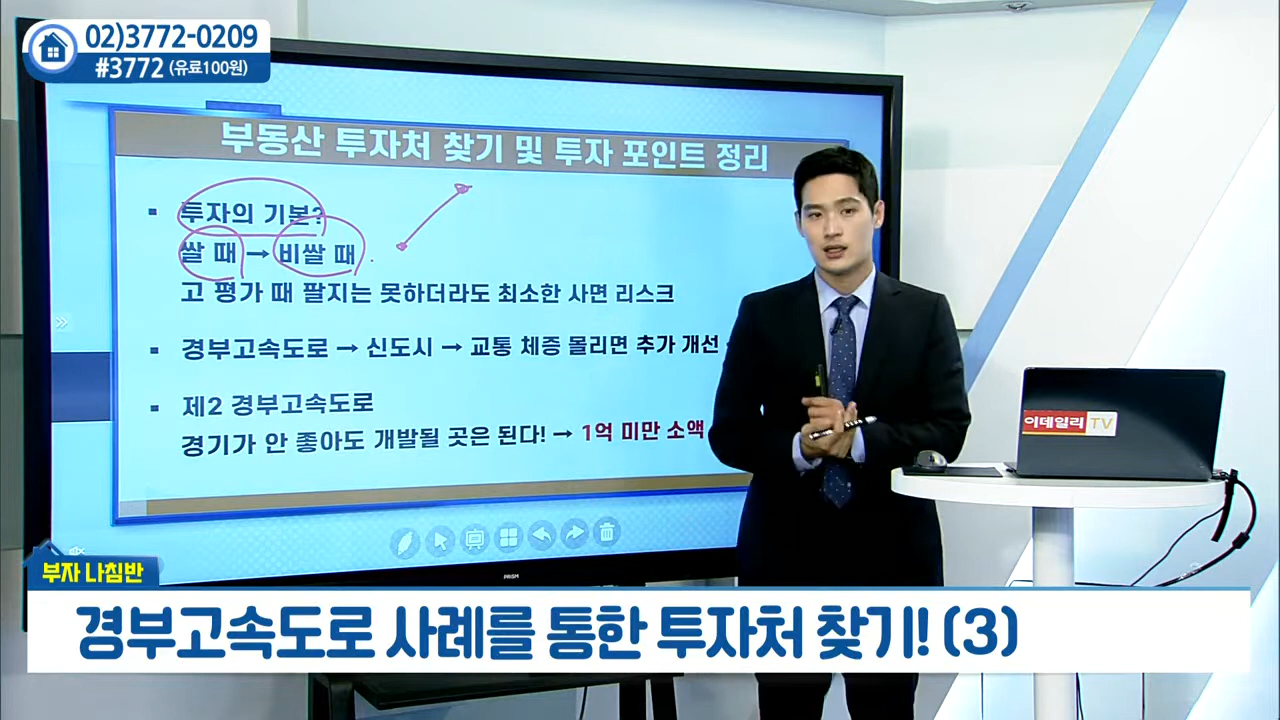 02)3772-0209
#3772 (유료100원)
부동산 투자처 찾기 및 투자 포인트 정리
▪ 투자의 기본?
쌀 때 → 비쌀 때
고 평가 때 팔지는 못하더라도 최소한 사면 리스크
▪ 경부고속도로 → 신도시 → 교통 체증 몰리면 추가 개선
▪ 제2 경부고속도로
경기가 안 좋아도 개발될 곳은 된다! → 1억 미만 소액
이데일리 TV
PRISM
부자 나침반
경부고속도로 사례를 통한 투자처 찾기! (3)